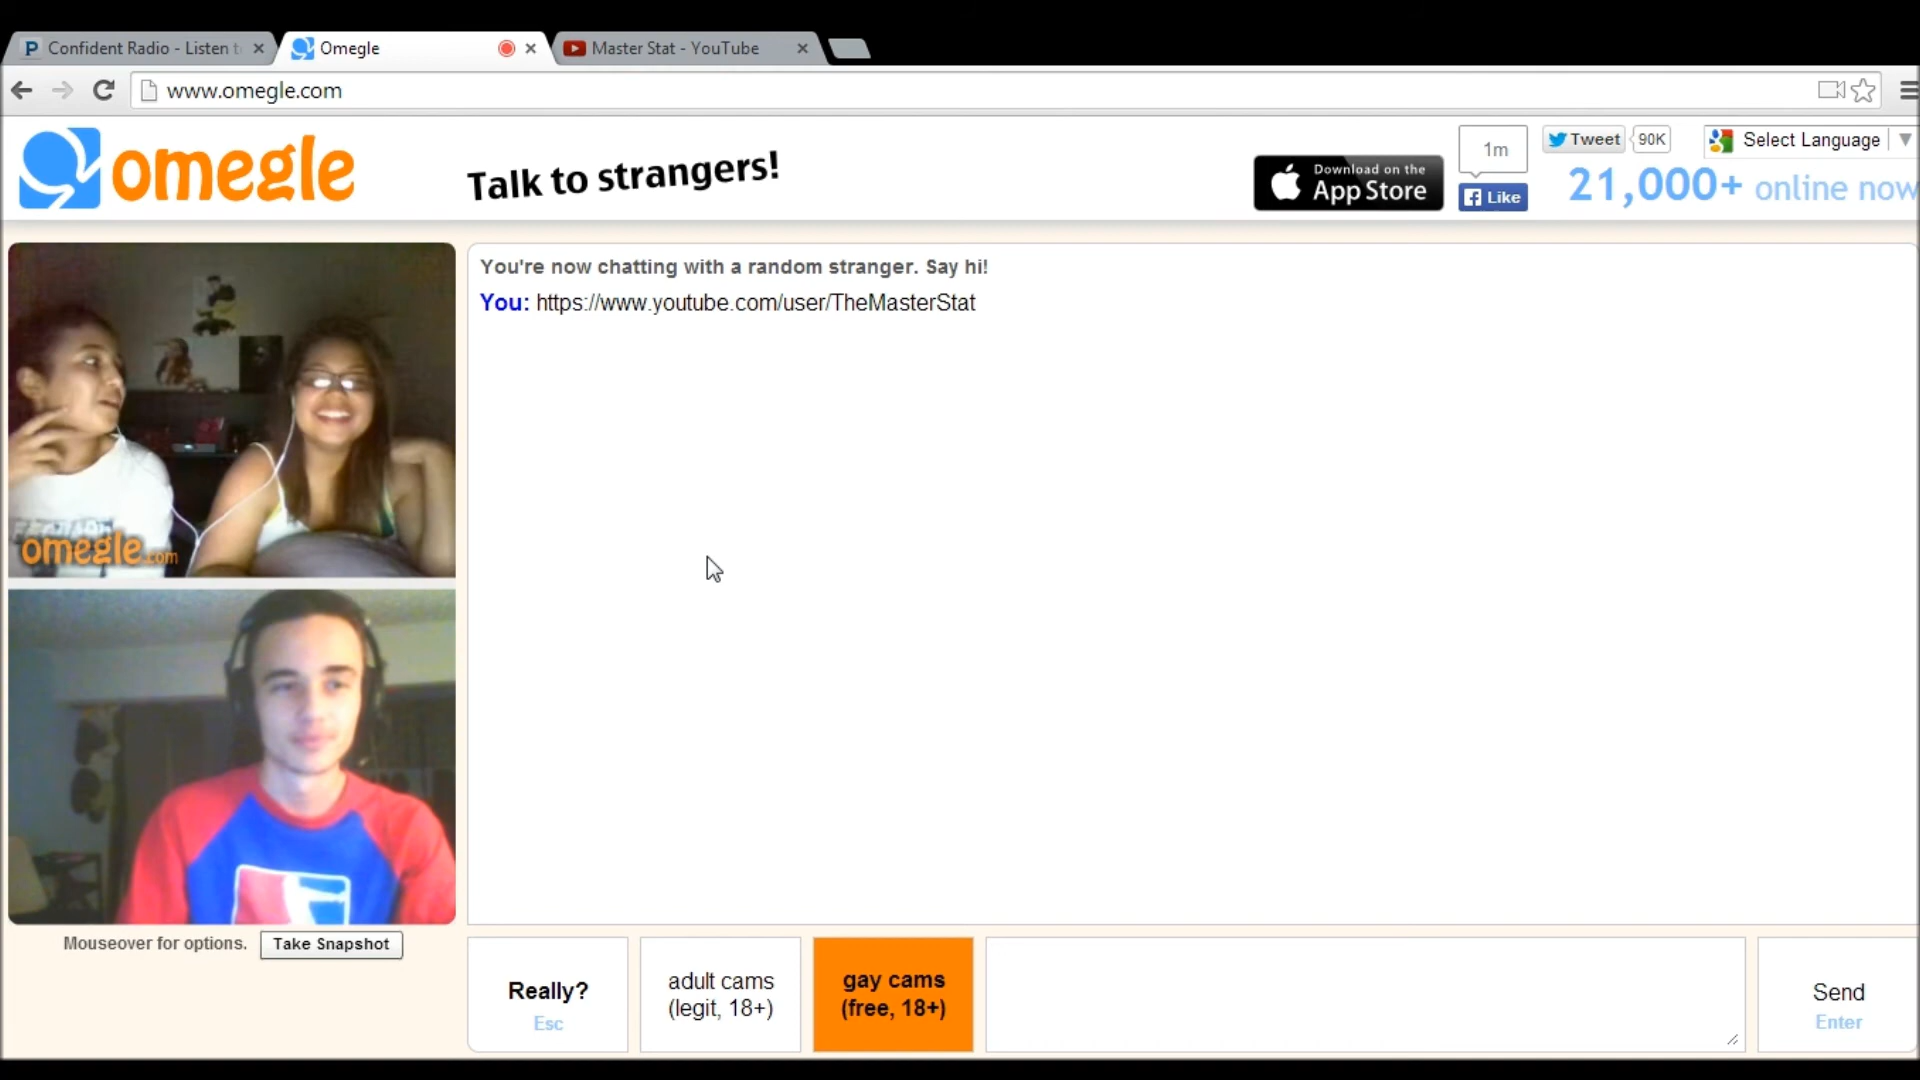 Confident Radio - Listen t
Omegle
Master Stat - YouTube
www.omegle.com
omegle
Talk to strangers!
Download on the
App Store
1m
Like
Tweet
90K
Select Language
21,000+ online now
You're now chatting with a random stranger. Say hi!
You: https://www.youtube.com/user/TheMasterStat
omegle.com
Mouseover for options.
Take Snapshot
Really?
Esc
adult cams
(legit, 18+)
gay cams
(free, 18+)
Send
Enter